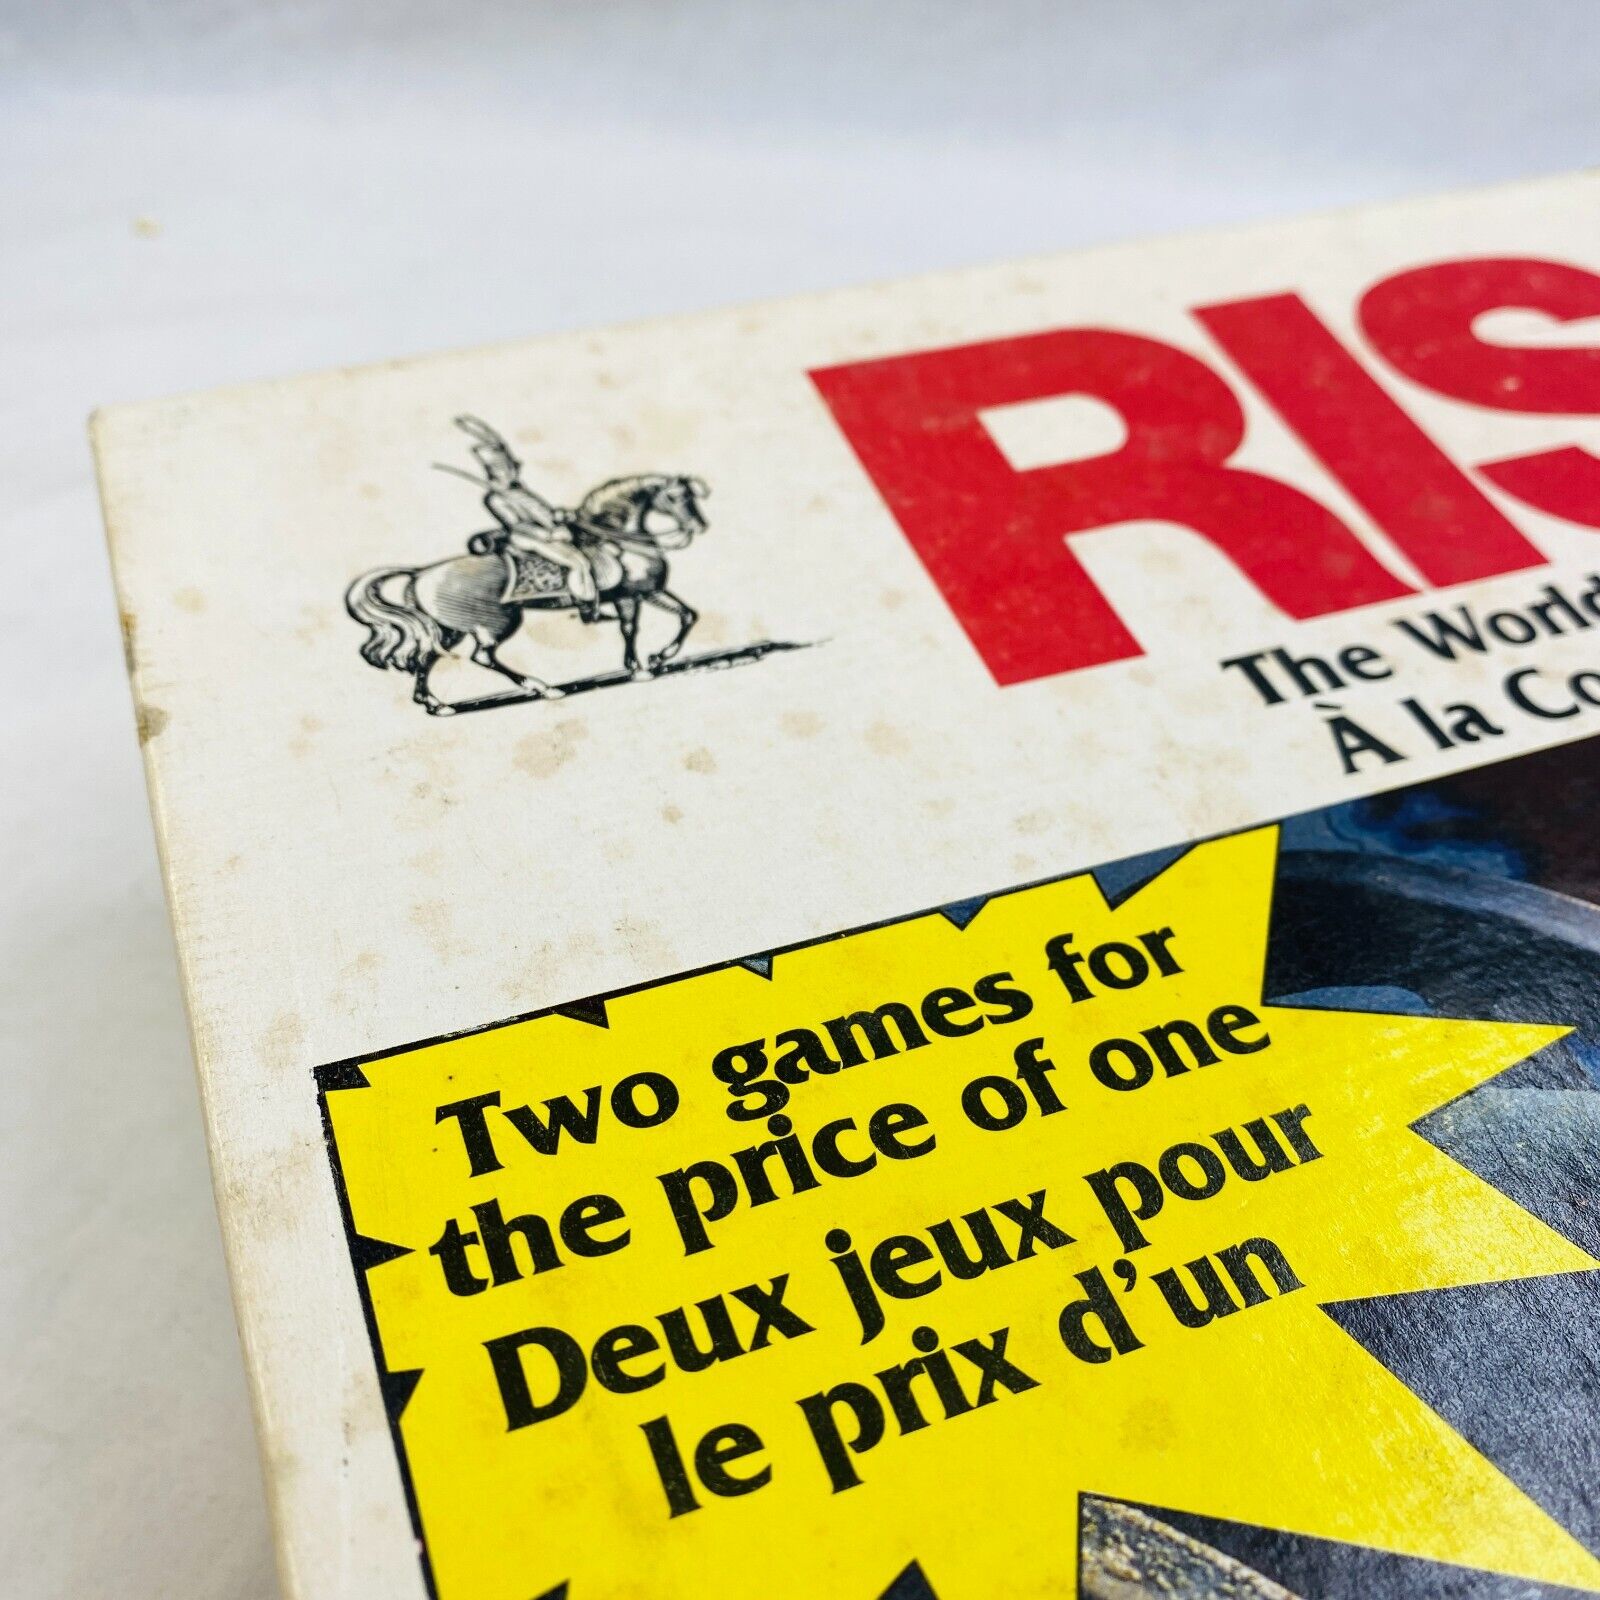 RIS
The World
À la Co
Two games for
the price of one
Deux jeux pour
le prix d'un